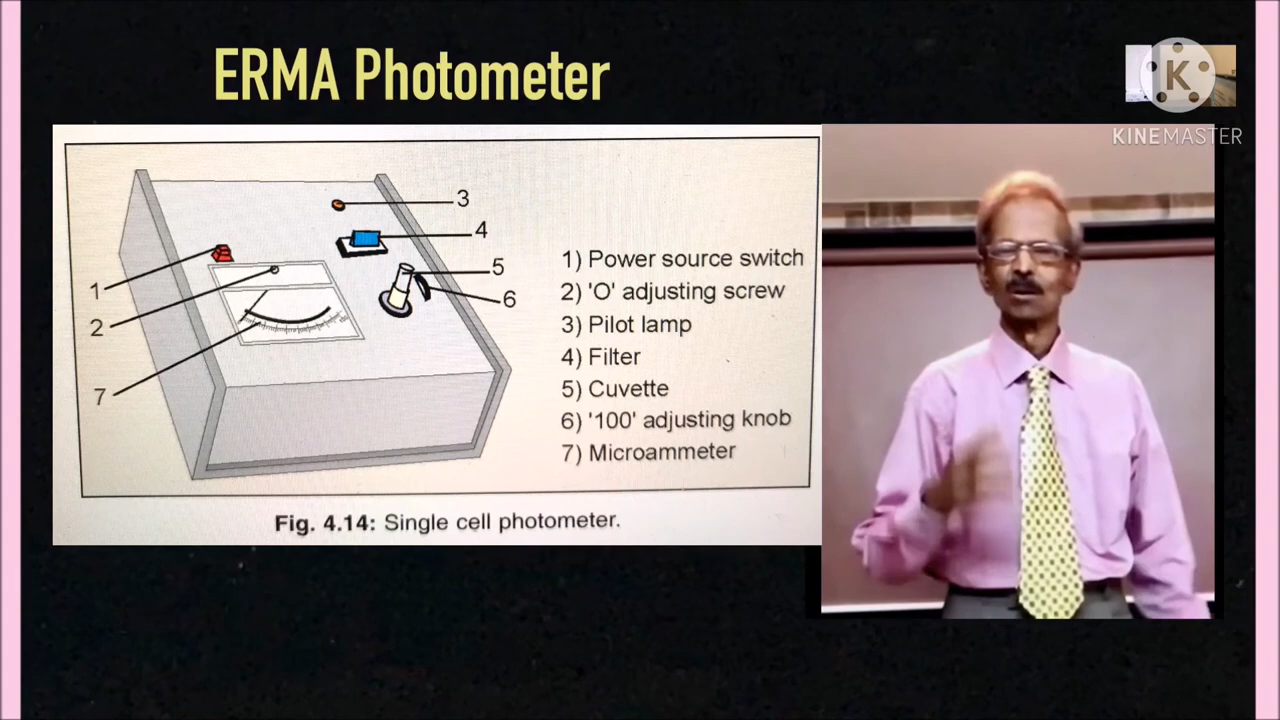 ERMA Photometer
K
KINEMASTER
3
4
1
5
6
2
7
1) Power source switch
2) 'O' adjusting screw
3) Pilot lamp
4) Filter
5) Cuvette
6) '100' adjusting knob
7) Microammeter
Fig. 4.14: Single cell photometer.